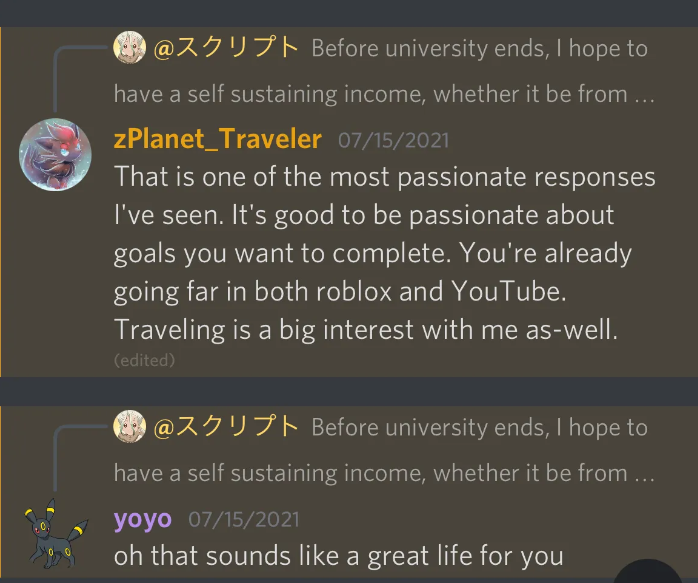 @スクリプト Before university ends, I hope to
have a self sustaining income, whether it be from ...
zPlanet_Traveler 07/15/2021
That is one of the most passionate responses
I've seen. It's good to be passionate about
goals you want to complete. You're already
going far in both roblox and YouTube.
Traveling is a big interest with me as-well.
(edited)
@スクリプト Before university ends, I hope to
have a self sustaining income, whether it be from ...
yoyo 07/15/2021
oh that sounds like a great life for you